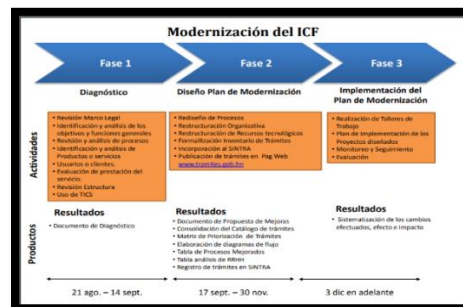 Modernización del ICF
Fase 1
Fase 2
Fase 3
Diagnóstico
Diseño Plan de Modernización
Implementación del
Plan de Modernización
Actividades
• Revisión Marco Legal
• Identificación y análisis de los
objetivos y funciones generales
• Revisión y análisis de procesos
• Identificación y análisis de
Productos o servicios
• Usuarios o clientes.
• Evaluación de prestación del
servicio.
• Revisión Estructura
• Uso de TICS
• Rediseño de Procesos
• Restructuración Organizativa
• Restructuración de Recursos tecnológicos
• Formalización Inventario de Trámites
• Incorporación al SINTRA
• Publicación de trámites en Pag Web
www.tramites.gob.hn
• Realización de Talleres de
Trabajo
• Plan de Implementación de los
Proyectos diseñados
• Monitoreo y Seguimiento
• Evaluación
Productos
Resultados
• Documento de Diagnóstico
Resultados
• Documento de Propuesta de Mejoras
• Consolidación del Catálogo de trámites
• Matriz de Priorización de Trámites
• Elaboración de diagramas de flujo
• Tabla de Procesos Mejorados
• Tabla análisis de RRHH
• Registro de trámites en SINTRA
Resultados
• Sistematización de los cambios
efectuados, efecto e impacto
21 ago. – 14 sept.
17 sept. – 30 nov.
3 dic en adelante